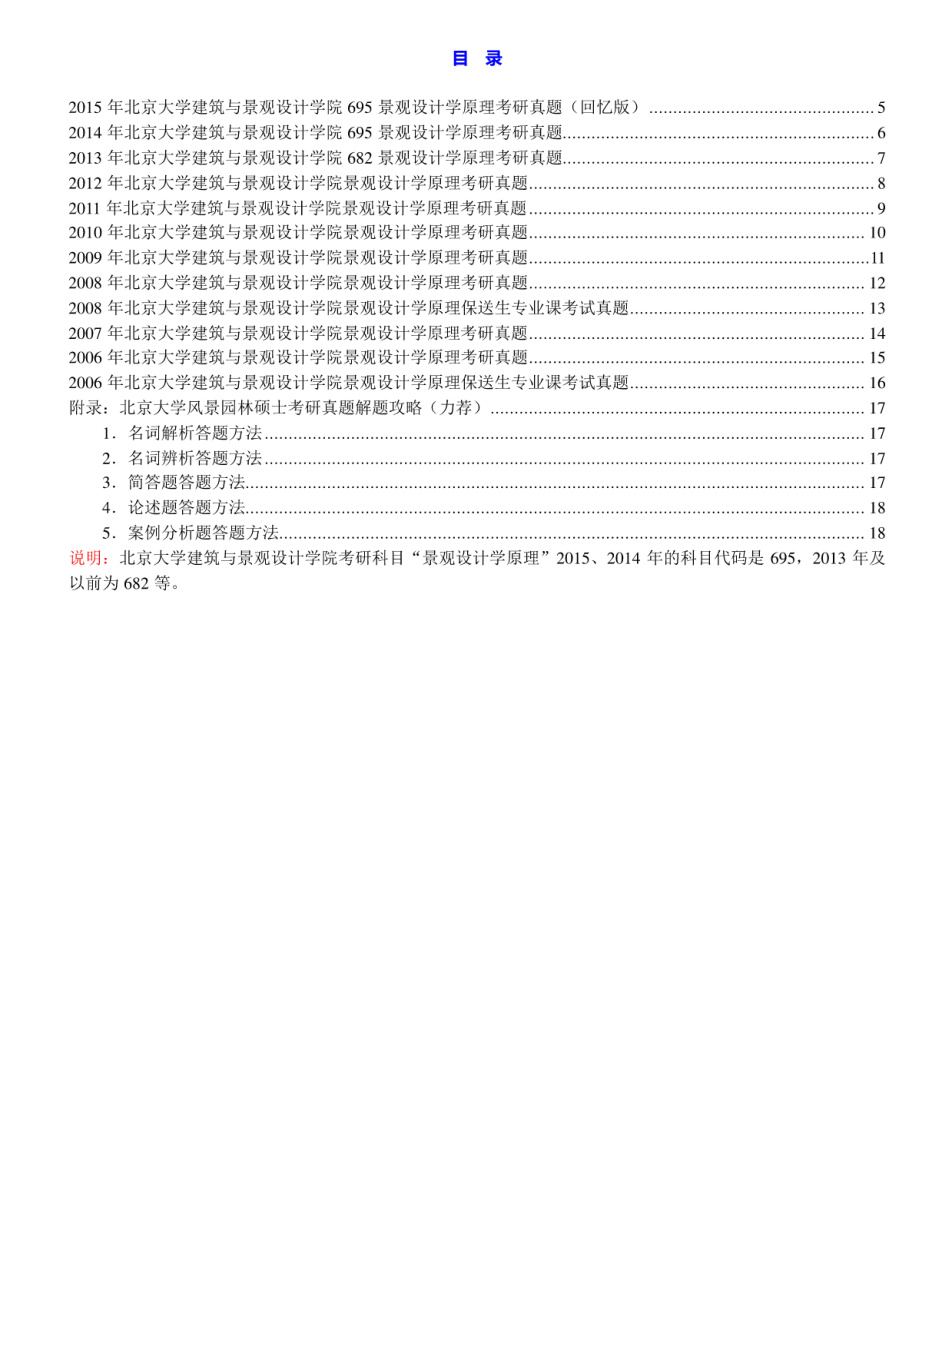 目 录
2015 年北京大学建筑与景观设计学院 695 景观设计学原理考研真题（回忆版）................................................5
2014 年北京大学建筑与景观设计学院 695 景观设计学原理考研真题..................................................................6
2013 年北京大学建筑与景观设计学院 682 景观设计学原理考研真题..................................................................7
2012 年北京大学建筑与景观设计学院景观设计学原理考研真题.........................................................................8
2011 年北京大学建筑与景观设计学院景观设计学原理考研真题.........................................................................9
2010 年北京大学建筑与景观设计学院景观设计学原理考研真题.......................................................................10
2009 年北京大学建筑与景观设计学院景观设计学原理考研真题.......................................................................11
2008 年北京大学建筑与景观设计学院景观设计学原理考研真题.......................................................................12
2008 年北京大学建筑与景观设计学院景观设计学原理保送生专业课考试真题.................................................13
2007 年北京大学建筑与景观设计学院景观设计学原理考研真题.......................................................................14
2006 年北京大学建筑与景观设计学院景观设计学原理考研真题.......................................................................15
2006 年北京大学建筑与景观设计学院景观设计学原理保送生专业课考试真题.................................................16
附录：北京大学风景园林硕士考研真题解题攻略（力荐）...............................................................................17
1．名词解析答题方法..............................................................................................................................17
2．名词辨析答题方法..............................................................................................................................17
3．简答题答题方法..................................................................................................................................17
4．论述题答题方法..................................................................................................................................18
5．案例分析题答题方法...........................................................................................................................18
说明：北京大学建筑与景观设计学院考研科目“景观设计学原理”2015、2014 年的科目代码是 695，2013 年及
以前为 682 等。